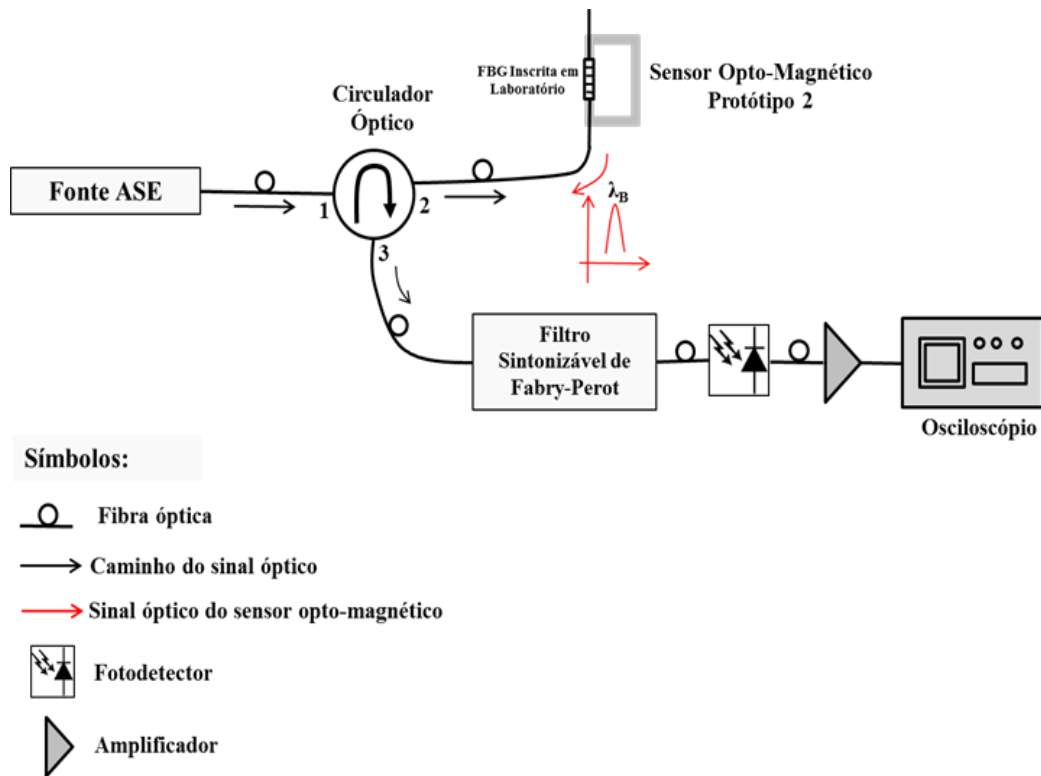 FBG Inscrita em
Laboratório
Sensor Opto-Magnético
Protótipo 2
Circulador
Óptico
Fonte ASE
1
2
3
λB
Filtro
Sintonizável de
Fabry-Perot
Osciloscópio
Símbolos:
Fibra óptica
Caminho do sinal óptico
Sinal óptico do sensor opto-magnético
Fotodetector
Amplificador